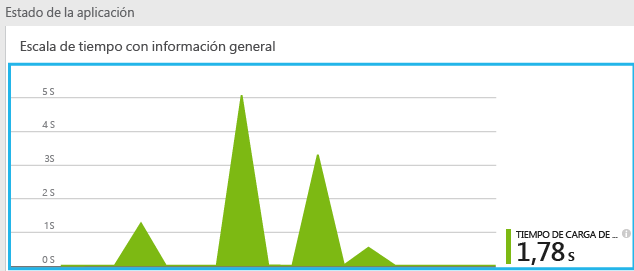 Estado de la aplicación
Escala de tiempo con información general
5 S
4 S
3S
2 S
1S
0 S
TIEMPO DE CARGA DE ...
1,78 s